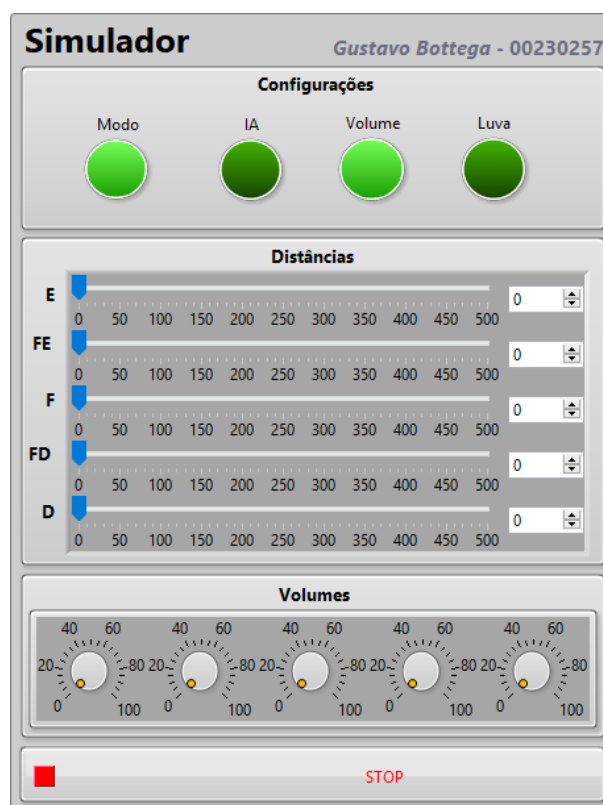 Simulador
Gustavo Bottega - 00230257
Configurações
Modo IA Volume Luva
Distâncias
E
0
0 50 100 150 200 250 300 350 400 450 500
FE
0
0 50 100 150 200 250 300 350 400 450 500
F
0
0 50 100 150 200 250 300 350 400 450 500
FD
0
0 50 100 150 200 250 300 350 400 450 500
D
0
0 50 100 150 200 250 300 350 400 450 500
Volumes
40 60 40 60 40 60 40 60 40 60
20 80 20 80 20 80 20 80 20 80
0 100 0 100 0 100 0 100 0 100
STOP